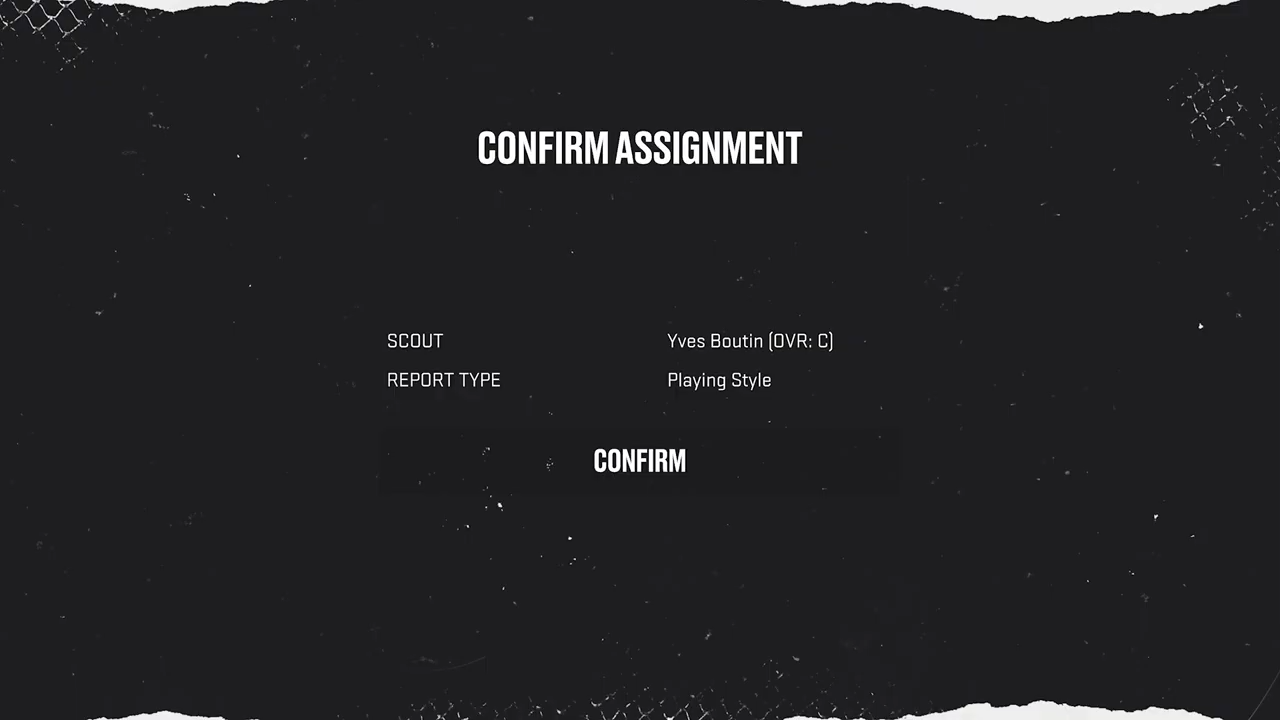 CONFIRM ASSIGNMENT
SCOUT Yves Boutin (OVR: C)
REPORT TYPE Playing Style
CONFIRM